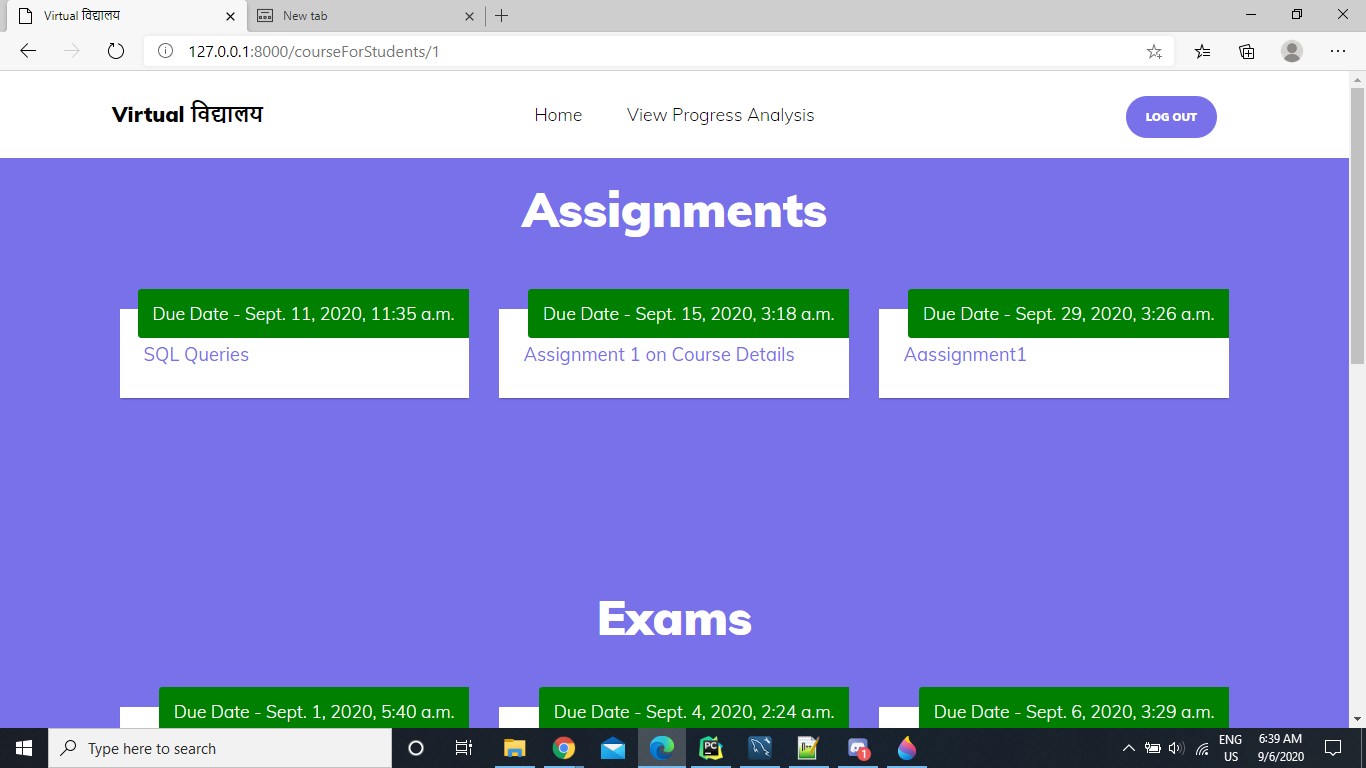 Virtual विद्यालय
New tab
127.0.0.1:8000/courseForStudents/1
Virtual विद्यालय
Home
View Progress Analysis
LOG OUT
Assignments
Due Date - Sept. 11, 2020, 11:35 a.m.
SQL Queries
Due Date - Sept. 15, 2020, 3:18 a.m.
Assignment 1 on Course Details
Due Date - Sept. 29, 2020, 3:26 a.m.
Aassignment1
Exams
Due Date - Sept. 1, 2020, 5:40 a.m.
Due Date - Sept. 4, 2020, 2:24 a.m.
Due Date - Sept. 6, 2020, 3:29 a.m.
Type here to search
PC
1
ENG
US
6:39 AM
9/6/2020